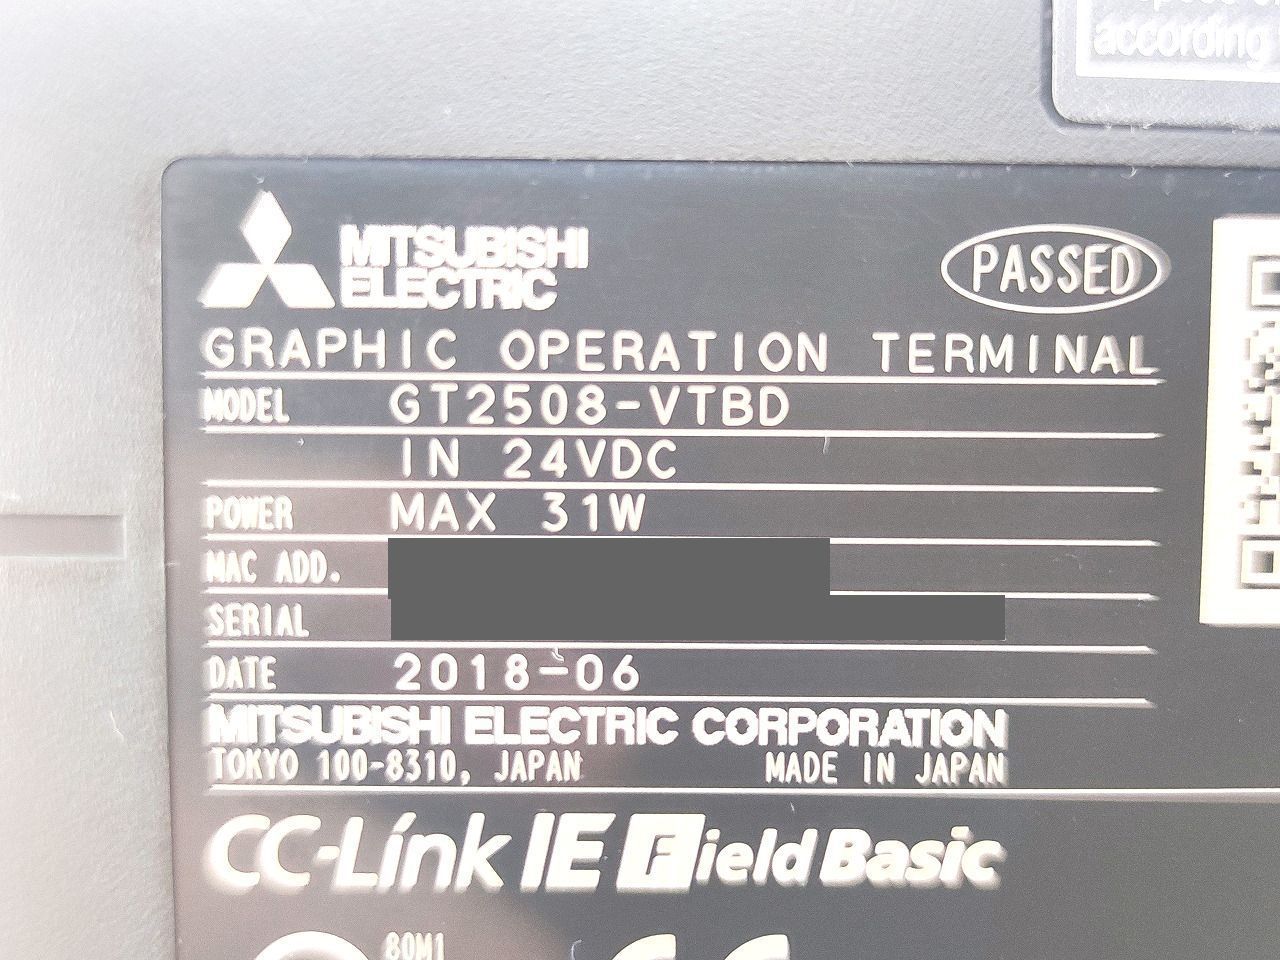 according
MITSUBISHI
ELECTRIC
PASSED
GRAPHIC OPERATION TERMINAL
MODEL GT2508-VTBD
IN 24VDC
POWER MAX 31W
MAC ADD.
SERIAL
DATE 2018-06
MITSUBISHI ELECTRIC CORPORATION
TOKYO 100-8310, JAPAN MADE IN JAPAN
CC-Link IE Field Basic
80M1